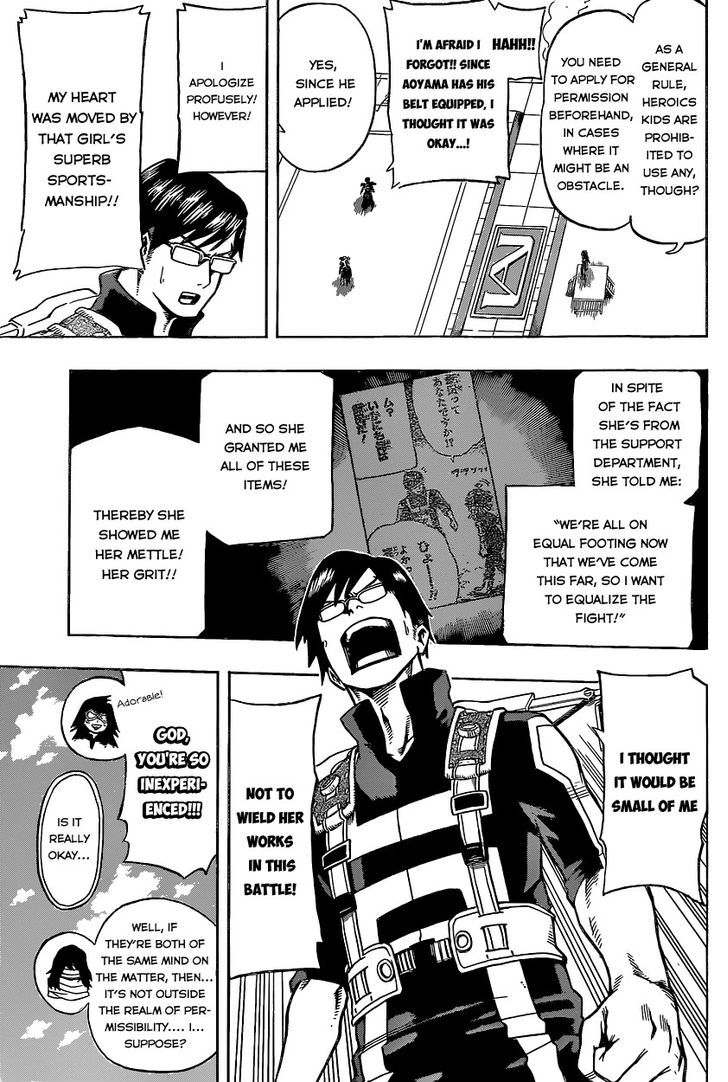 AS A
GENERAL
RULE,
HEROICS
KIDS ARE
PROHIB-
ITED TO
USE ANY,
THOUGH?
YOU NEED
TO APPLY FOR
PERMISSION
BEFOREHAND,
IN CASES
WHERE IT
MIGHT BE AN
OBSTACLE.
HAHH!!
I'M AFRAID I
FORGOT!! SINCE
AOYAMA HAS HIS
BELT EQUIPPED, I
THOUGHT IT WAS
OKAY...!
YES,
SINCE HE
APPLIED!
I
APOLOGIZE
PROFUSELY!
HOWEVER!
MY HEART
WAS MOVED BY
THAT GIRL'S
SUPERB
SPORTS-
MANSHIP!!
IN SPITE
OF THE FACT
SHE'S FROM
THE SUPPORT
DEPARTMENT,
SHE TOLD ME:
"WE'RE ALL ON
EQUAL FOOTING NOW
THAT WE'VE COME
THIS FAR, SO I WANT
TO EQUALIZE THE
FIGHT!"
あなたですか!?
AND SO SHE
GRANTED ME
ALL OF THESE
ITEMS!
THEREBY SHE
SHOWED ME
HER METTLE!
HER GRIT!!
I THOUGHT
IT WOULD BE
SMALL OF ME
NOT TO
WIELD HER
WORKS
IN THIS
BATTLE!
Adorable!
GOD,
YOU'RE SO
INEXPERI-
ENCED!!!
IS IT
REALLY
OKAY...
WELL, IF
THEY'RE BOTH OF
THE SAME MIND ON
THE MATTER, THEN...
IT'S NOT OUTSIDE
THE REALM OF PER-
MISSIBILITY.... I...
SUPPOSE?